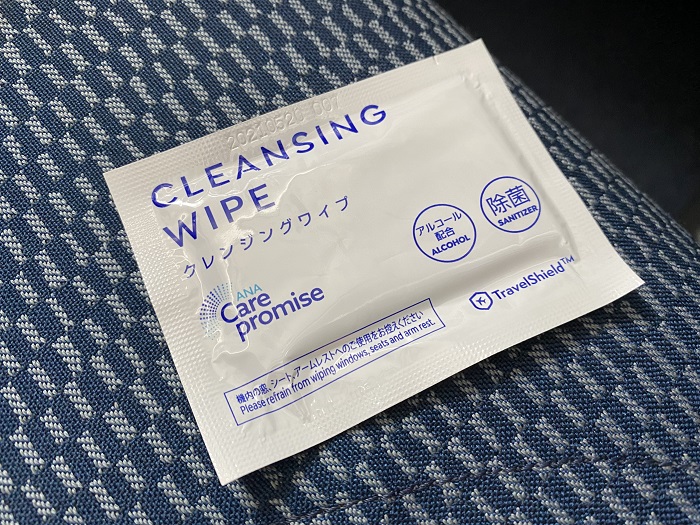 20210520 007
CLEANSING
WIPE
クレンジングワイプ
アルコール
配合
ALCOHOL
除菌
SANITIZER
ANA
Care
promise
TravelShield™
機内の窓、シート、アームレストへのご使用をお控えください
Please refrain from wiping windows, seats and arm rest.